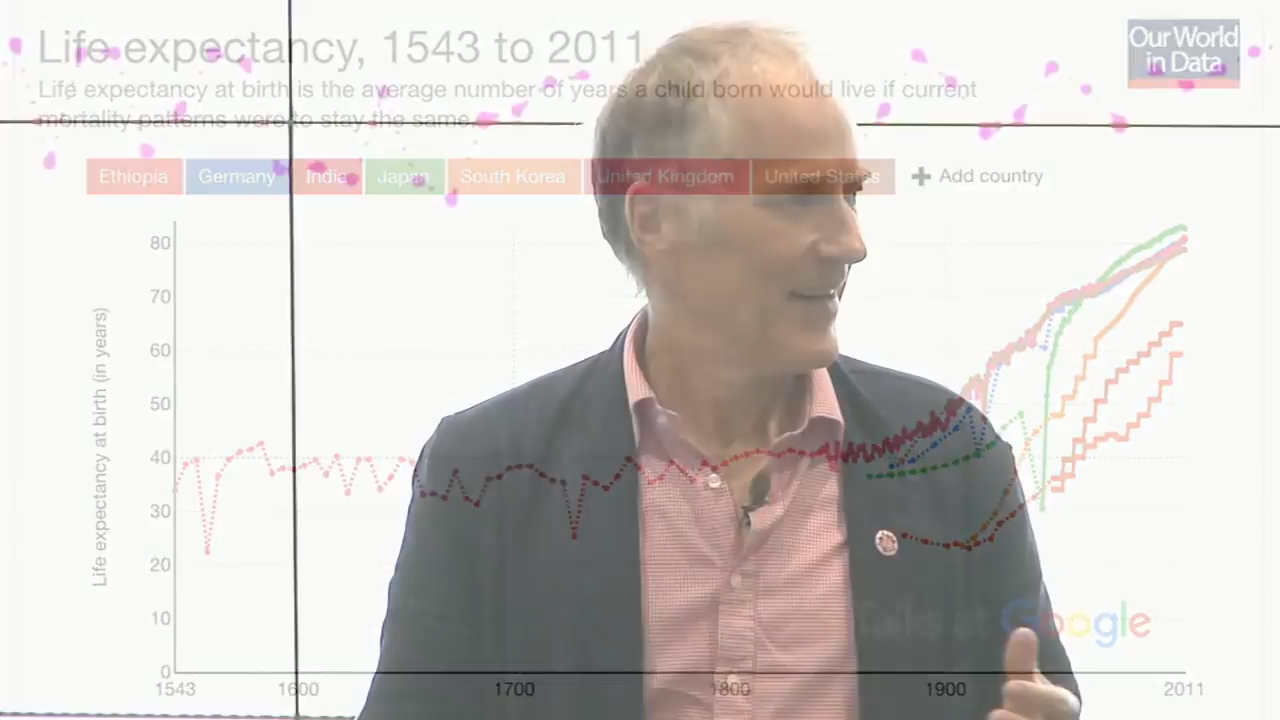 Life expectancy, 1543 to 2011
Our World
in Data
Life expectancy at birth is the average number of years a child born would live if current
mortality patterns were to stay the same.
Ethiopia
Germany
India
Japan
South Korea
United Kingdom
United States
Add country
Life expectancy at birth (in years)
80
70
60
50
40
30
20
10
0
1543
1600
1700
1800
1900
2011
Talks at Google